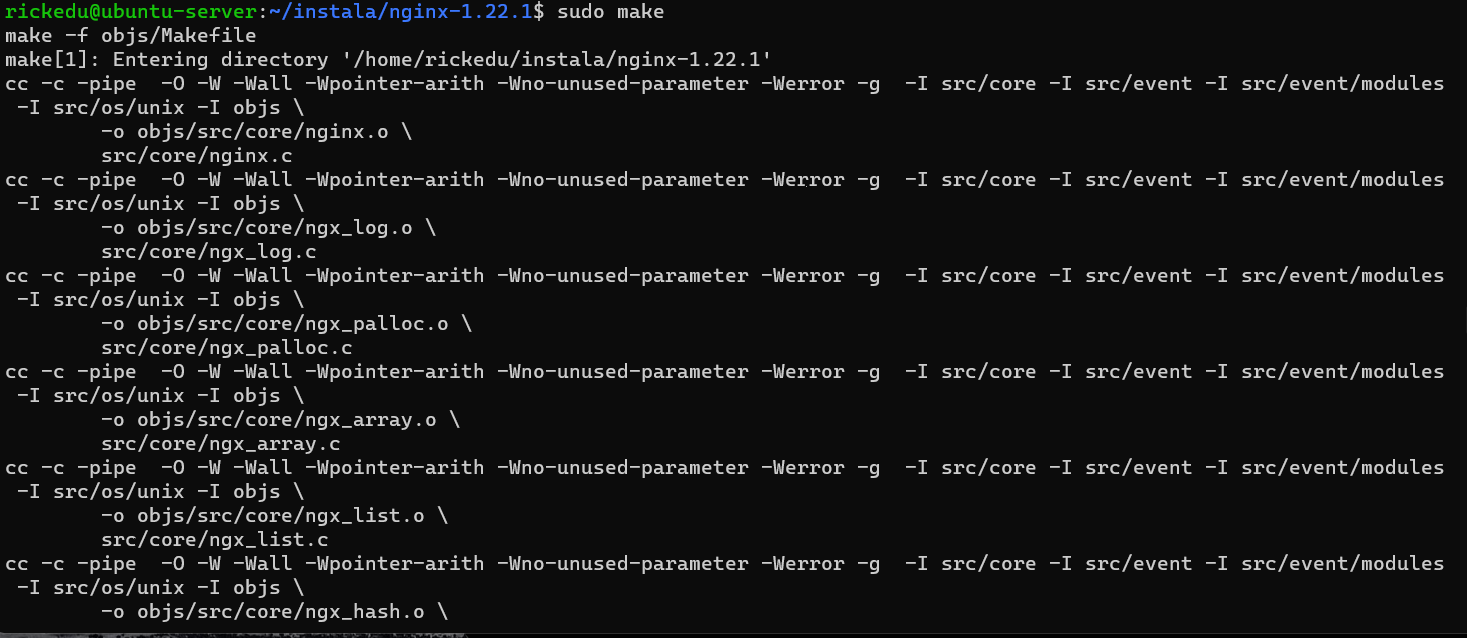 rickedu@ubuntu-server:~/instala/nginx-1.22.1$ sudo make
make -f objs/Makefile
make[1]: Entering directory '/home/rickedu/instala/nginx-1.22.1'
cc -c -pipe  -O -W -Wall -Wpointer-arith -Wno-unused-parameter -Werror -g  -I src/core -I src/event -I src/event/modules
 -I src/os/unix -I objs \
        -o objs/src/core/nginx.o \
        src/core/nginx.c
cc -c -pipe  -O -W -Wall -Wpointer-arith -Wno-unused-parameter -Werror -g  -I src/core -I src/event -I src/event/modules
 -I src/os/unix -I objs \
        -o objs/src/core/ngx_log.o \
        src/core/ngx_log.c
cc -c -pipe  -O -W -Wall -Wpointer-arith -Wno-unused-parameter -Werror -g  -I src/core -I src/event -I src/event/modules
 -I src/os/unix -I objs \
        -o objs/src/core/ngx_palloc.o \
        src/core/ngx_palloc.c
cc -c -pipe  -O -W -Wall -Wpointer-arith -Wno-unused-parameter -Werror -g  -I src/core -I src/event -I src/event/modules
 -I src/os/unix -I objs \
        -o objs/src/core/ngx_array.o \
        src/core/ngx_array.c
cc -c -pipe  -O -W -Wall -Wpointer-arith -Wno-unused-parameter -Werror -g  -I src/core -I src/event -I src/event/modules
 -I src/os/unix -I objs \
        -o objs/src/core/ngx_list.o \
        src/core/ngx_list.c
cc -c -pipe  -O -W -Wall -Wpointer-arith -Wno-unused-parameter -Werror -g  -I src/core -I src/event -I src/event/modules
 -I src/os/unix -I objs \
        -o objs/src/core/ngx_hash.o \